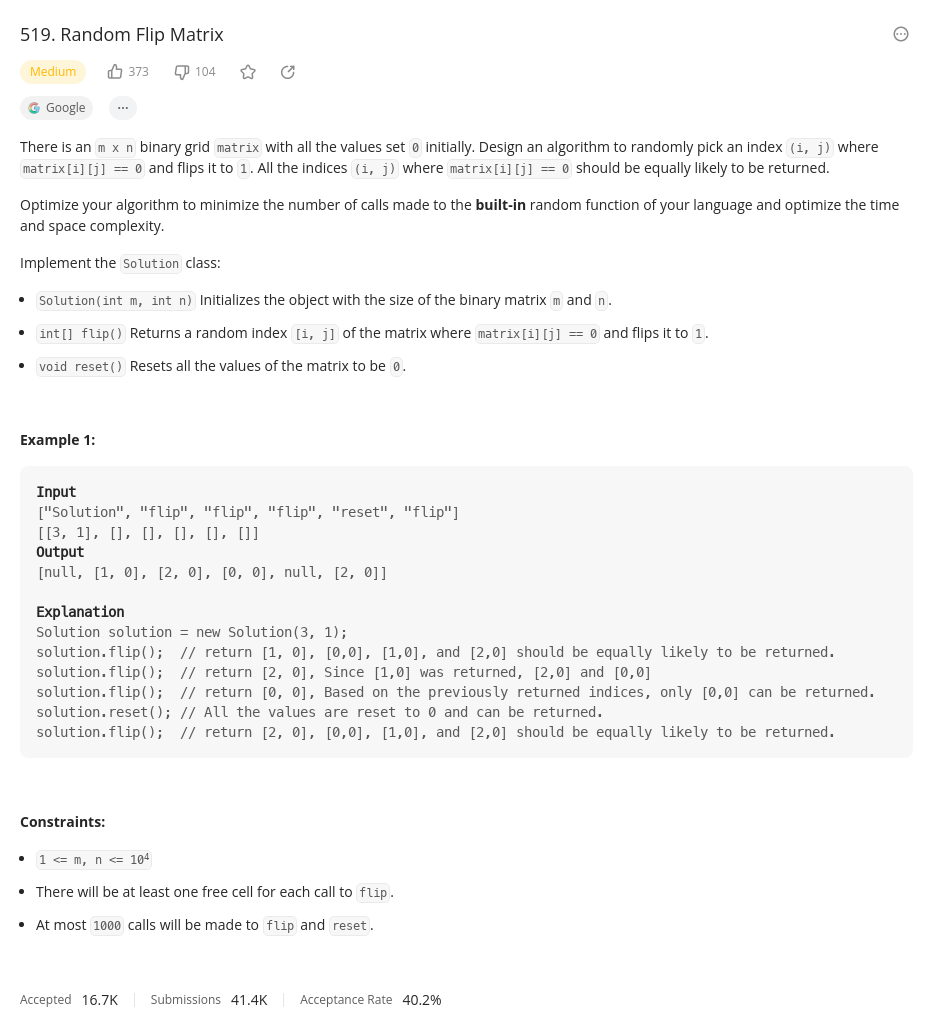 519. Random Flip Matrix
Medium 373 104
Google ...
There is an m x n binary grid matrix with all the values set 0 initially. Design an algorithm to randomly pick an index (i, j) where
matrix[i][j] == 0 and flips it to 1. All the indices (i, j) where matrix[i][j] == 0 should be equally likely to be returned.
Optimize your algorithm to minimize the number of calls made to the built-in random function of your language and optimize the time
and space complexity.
Implement the Solution class:
• Solution(int m, int n) Initializes the object with the size of the binary matrix m and n.
• int[] flip() Returns a random index [i, j] of the matrix where matrix[i][j] == 0 and flips it to 1.
• void reset() Resets all the values of the matrix to be 0.
Example 1:
Input
["Solution", "flip", "flip", "flip", "reset", "flip"]
[[3, 1], [], [], [], [], []]
Output
[null, [1, 0], [2, 0], [0, 0], null, [2, 0]]
Explanation
Solution solution = new Solution(3, 1);
solution.flip();  // return [1, 0], [0,0], [1,0], and [2,0] should be equally likely to be returned.
solution.flip();  // return [2, 0], Since [1,0] was returned, [2,0] and [0,0]
solution.flip();  // return [0, 0], Based on the previously returned indices, only [0,0] can be returned.
solution.reset(); // All the values are reset to 0 and can be returned.
solution.flip();  // return [2, 0], [0,0], [1,0], and [2,0] should be equally likely to be returned.
Constraints:
• 1 <= m, n <= 10⁴
• There will be at least one free cell for each call to flip.
• At most 1000 calls will be made to flip and reset.
Accepted 16.7K Submissions 41.4K Acceptance Rate 40.2%